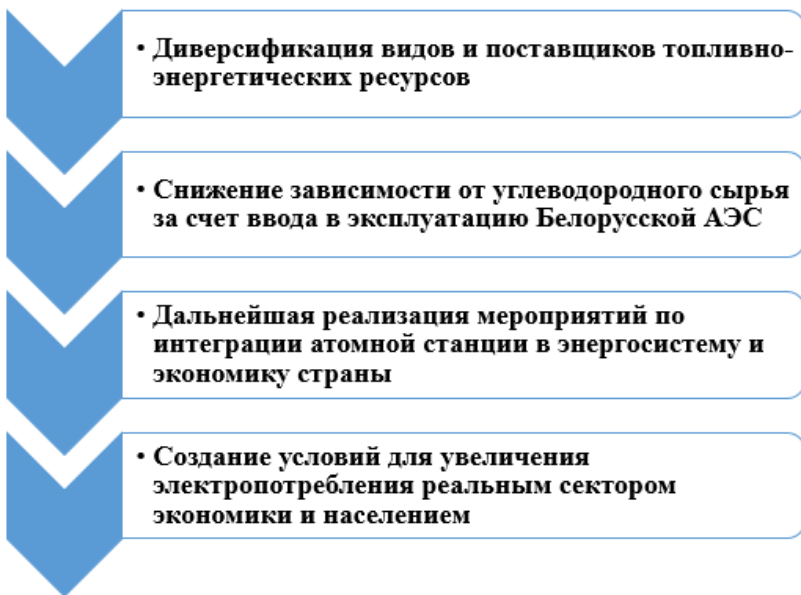 • Диверсификация видов и поставщиков топливно-
энергетических ресурсов
• Снижение зависимости от углеводородного сырья
за счет ввода в эксплуатацию Белорусской АЭС
• Дальнейшая реализация мероприятий по
интеграции атомной станции в энергосистему и
экономику страны
• Создание условий для увеличения
электропотребления реальным сектором
экономики и населением